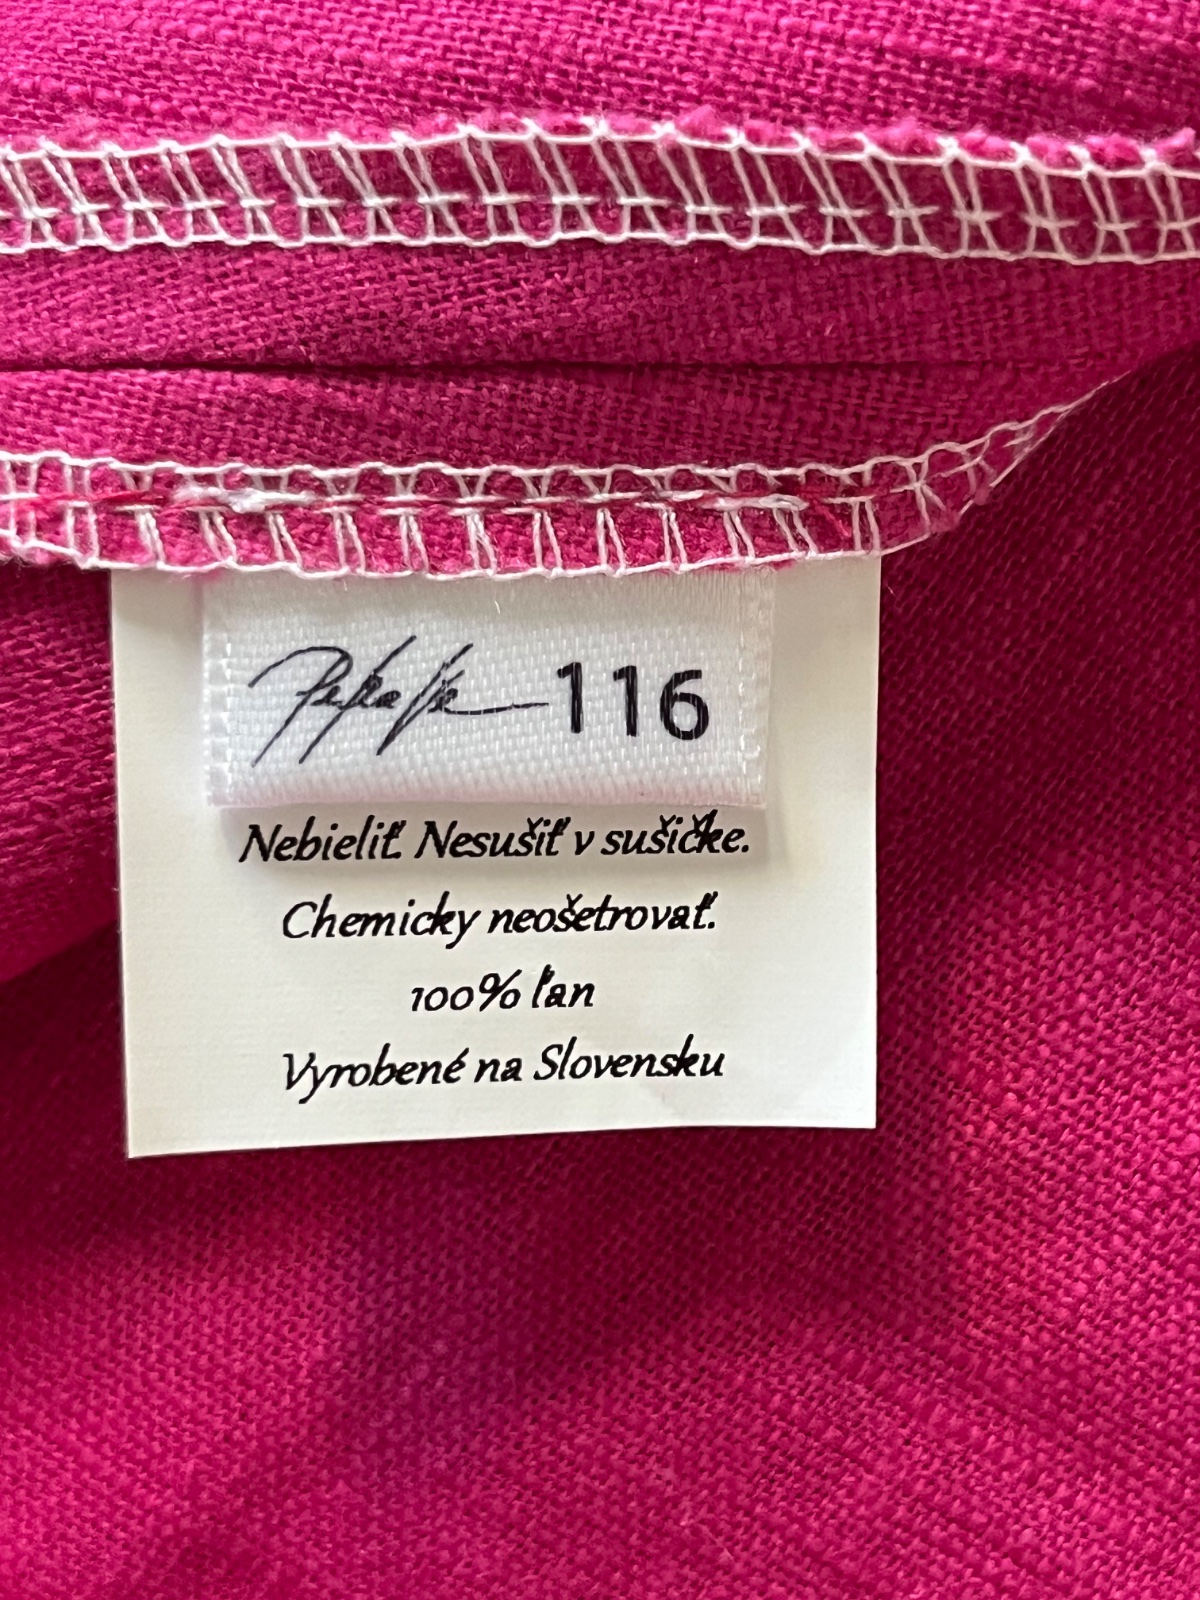 116
Nebieliť. Nesušiť v sušičke.
Chemicky neošetrovať.
100% ľan
Vyrobené na Slovensku